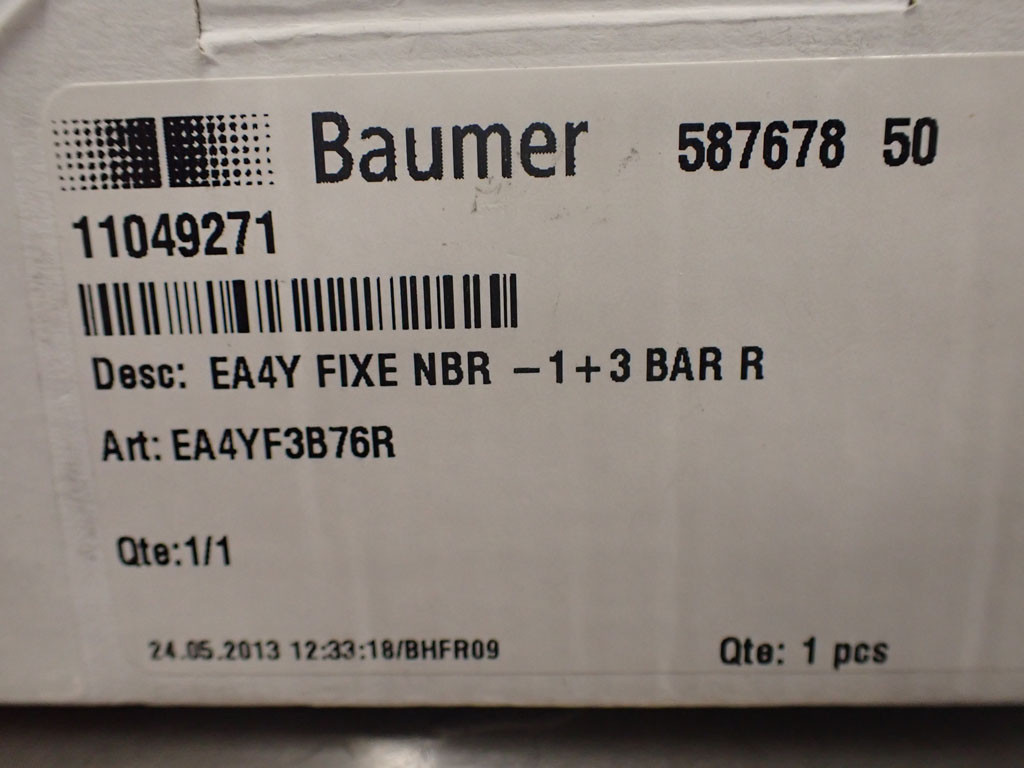 Baumer 587678 50
11049271
Desc: EA4Y FIXE NBR -1+3 BAR R
Art: EA4YF3B76R
Qte:1/1
24.05.2013 12:33:18/BHFR09 Qte: 1 pcs